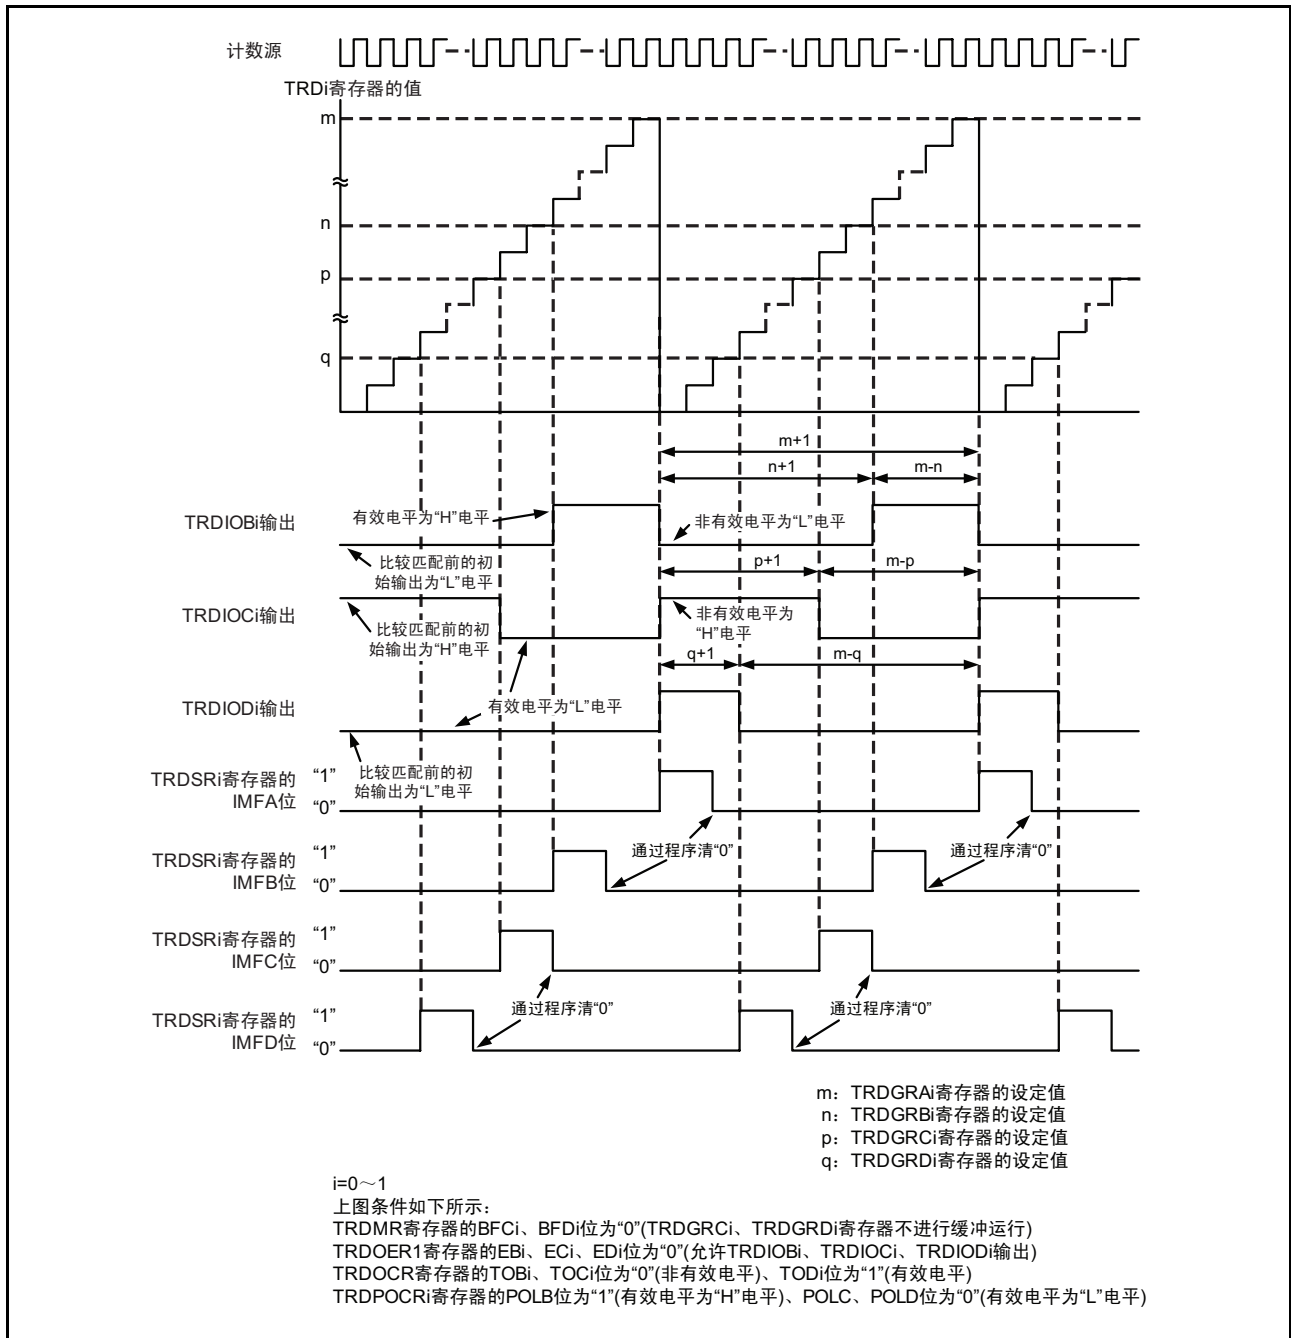 计数源
TRDi寄存器的值
m
n
p
q
m+1
n+1 m-n
TRDIOBi输出
有效电平为“H”电平
非有效电平为“L”电平
比较匹配前的初
始输出为“L”电平
p+1 m-p
TRDIOCi输出
比较匹配前的初
始输出为“H”电平
非有效电平为
“H”电平
q+1 m-q
TRDIODi输出
有效电平为“L”电平
比较匹配前的初
始输出为“L”电平
TRDSRi寄存器的 “1”
IMFA位 “0”
通过程序清“0” 通过程序清“0”
TRDSRi寄存器的 “1”
IMFB位 “0”
TRDSRi寄存器的 “1”
IMFC位 “0”
通过程序清“0” 通过程序清“0”
TRDSRi寄存器的 “1”
IMFD位 “0”
m：TRDGRAi寄存器的设定值
n：TRDGRBi寄存器的设定值
p：TRDGRCi寄存器的设定值
q：TRDGRDi寄存器的设定值
i=0～1
上图条件如下所示：
TRDMR寄存器的BFCi、BFDi位为“0”(TRDGRCi、TRDGRDi寄存器不进行缓冲运行)
TRDOER1寄存器的EBi、ECi、EDi位为“0”(允许TRDIOBi、TRDIOCi、TRDIODi输出)
TRDOCR寄存器的TOBi、TOCi位为“0”(非有效电平)、TODi位为“1”(有效电平)
TRDPOCRi寄存器的POLB位为“1”(有效电平为“H”电平)、POLC、POLD位为“0”(有效电平为“L”电平)